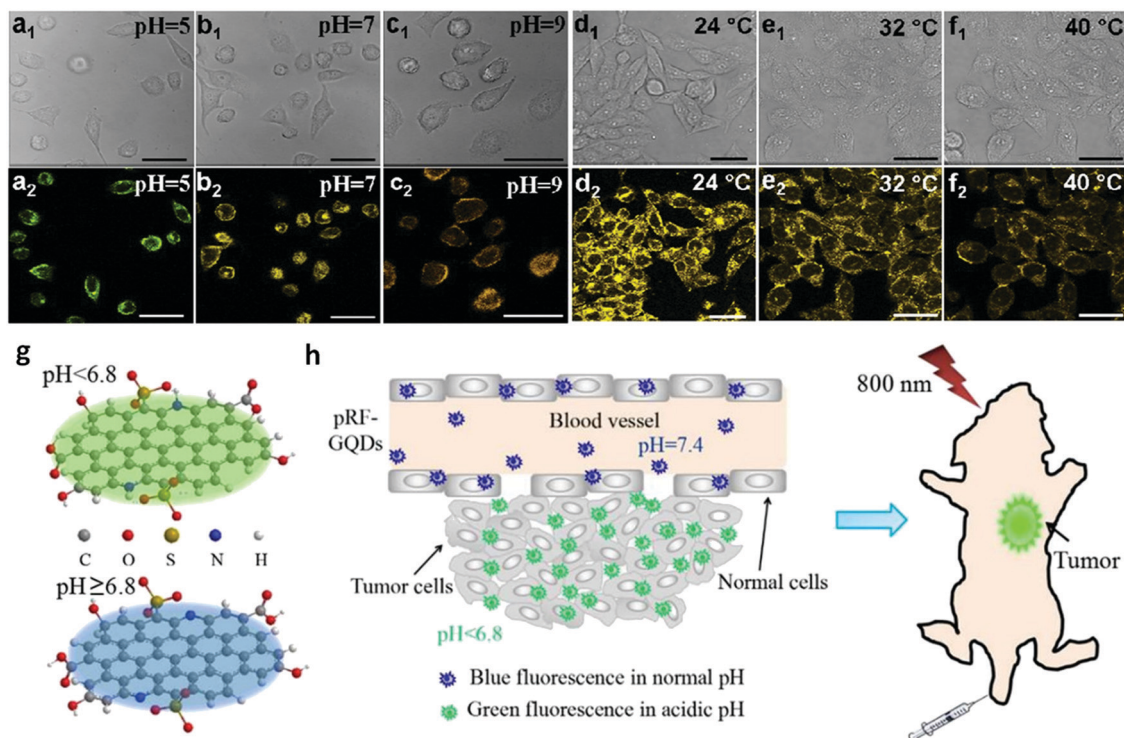 a1 pH=5
b1 pH=7
c1 pH=9
d1 24 °C
e1 32 °C
f1 40 °C
a2 pH=5
b2 pH=7
c2 pH=9
d2 24 °C
e2 32 °C
f2 40 °C
g
pH<6.8
C O S N H
pH≥6.8
h
pRF-
GQDs
Blood vessel
pH=7.4
Tumor cells
Normal cells
pH<6.8
Blue fluorescence in normal pH
Green fluorescence in acidic pH
800 nm
Tumor